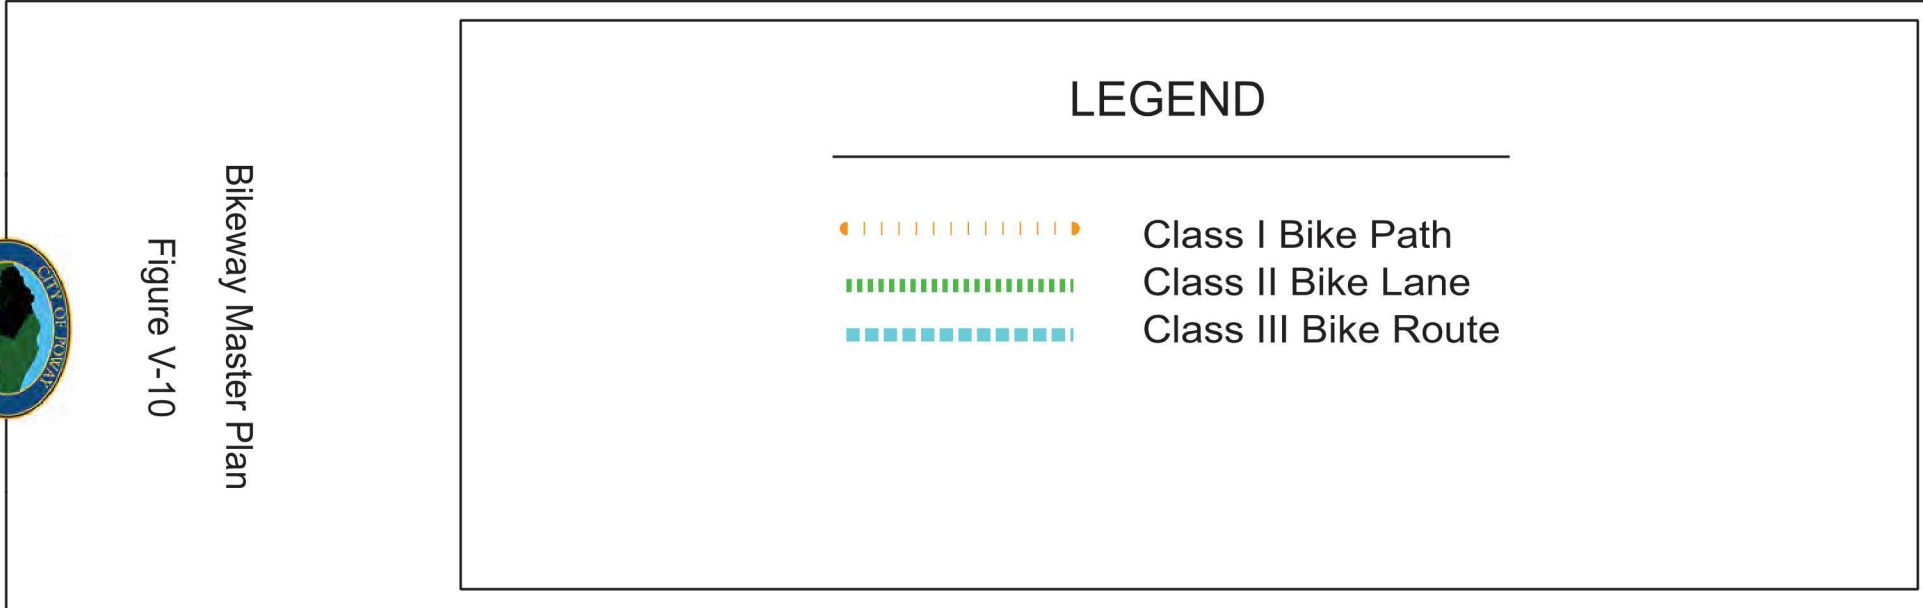 LEGEND
Class I Bike Path
Class II Bike Lane
Class III Bike Route
Bikeway Master Plan
Figure V-10
CITY OF POWAY